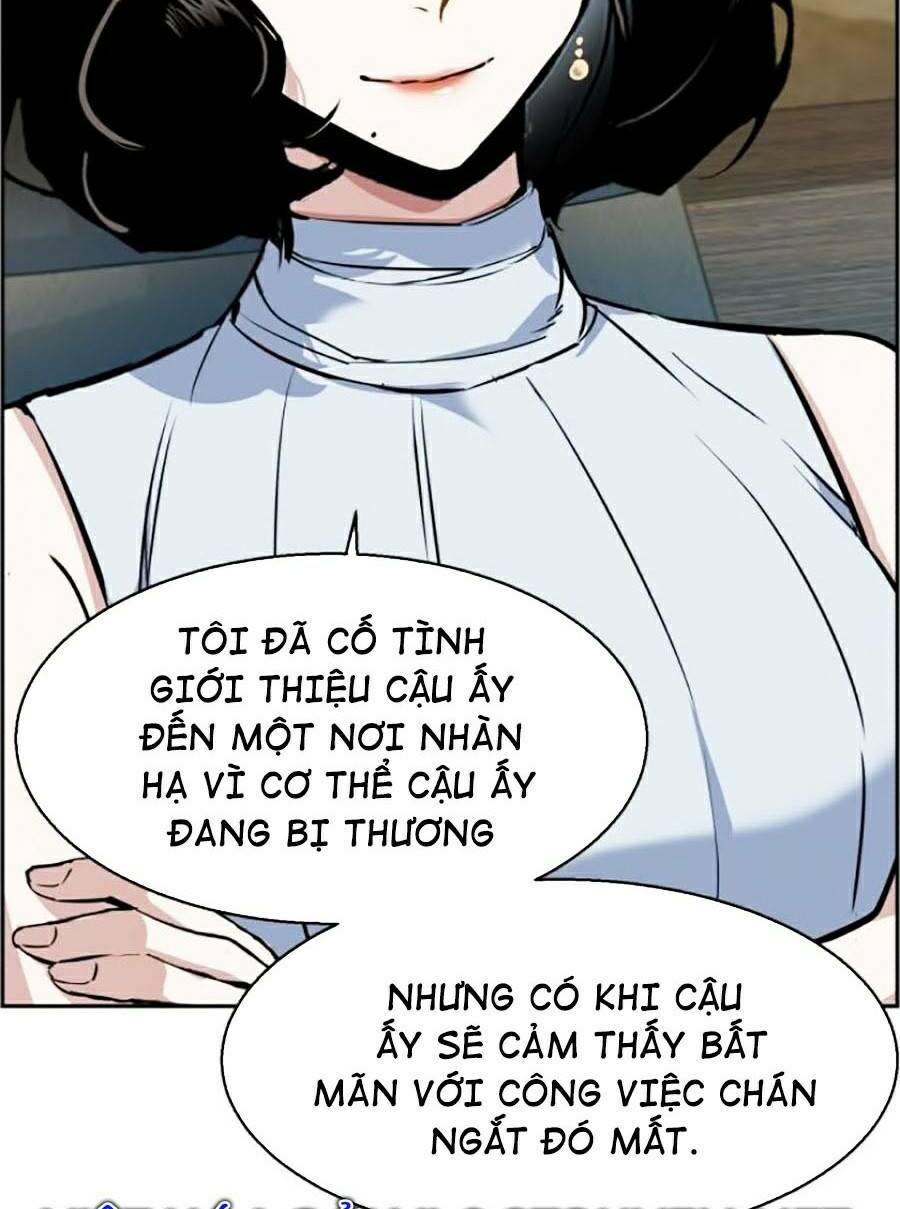 TÔI ĐÃ CỐ TÌNH
GIỚI THIỆU CẬU ẤY
ĐẾN MỘT NƠI NHÀN
HẠ VÌ CƠ THỂ CẬU ẤY
ĐANG BỊ THƯƠNG
NHƯNG CÓ KHI CẬU
ẤY SẼ CẢM THẤY BẤT
MÃN VỚI CÔNG VIỆC CHÁN
NGẮT ĐÓ MẤT.